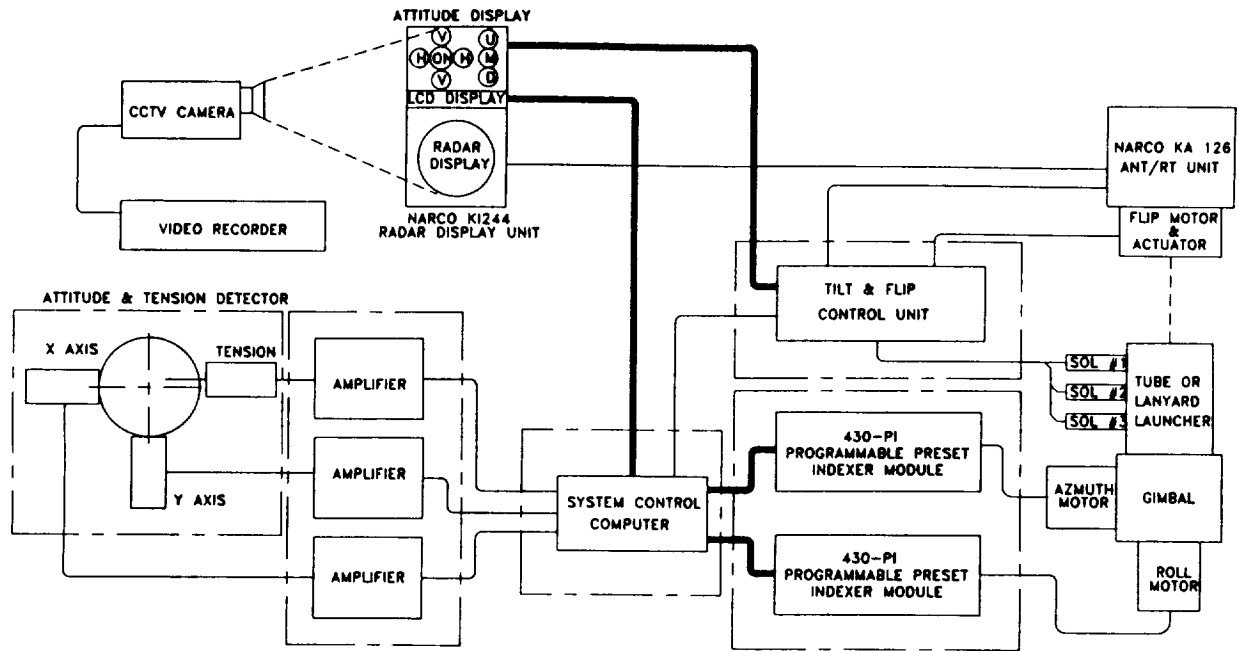 ATTITUDE DISPLAY
V
U
H ON H
M
V
D
LCD DISPLAY
CCTV CAMERA
RADAR
DISPLAY
NARCO KA 126
ANT/RT UNIT
VIDEO RECORDER
NARCO KI244
RADAR DISPLAY UNIT
FLIP MOTOR
&
ACTUATOR
ATTITUDE & TENSION DETECTOR
TILT & FLIP
CONTROL UNIT
X AXIS
TENSION
AMPLIFIER
SOL #1
SOL #2
SOL #3
TUBE OR
LANYARD
LAUNCHER
430-PI
PROGRAMMABLE PRESET
INDEXER MODULE
AMPLIFIER
Y AXIS
SYSTEM CONTROL
COMPUTER
AZMUTH
MOTOR
GIMBAL
AMPLIFIER
430-PI
PROGRAMMABLE PRESET
INDEXER MODULE
ROLL
MOTOR